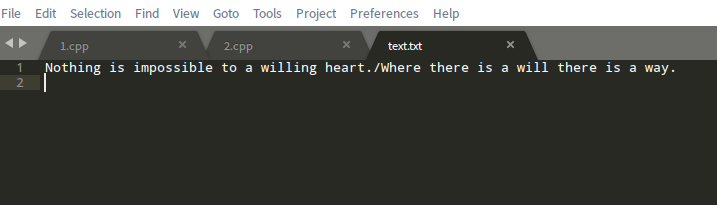 File Edit Selection Find View Goto Tools Project Preferences Help
1.cpp × 2.cpp × text.txt ×
1 Nothing is impossible to a willing heart./Where there is a will there is a way.
2